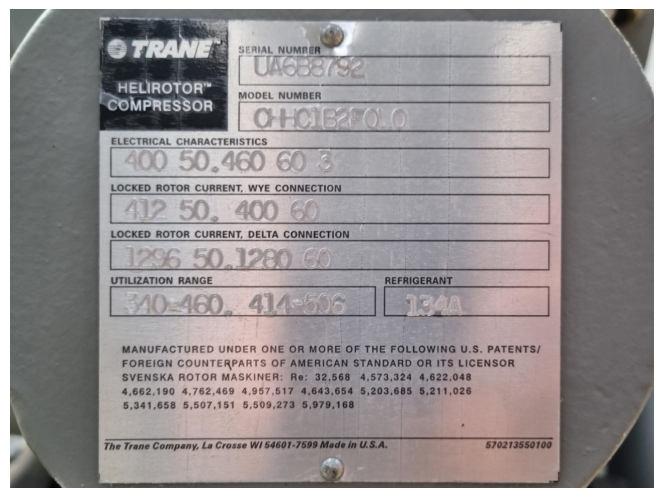 TRANE™
HELIROTOR™
COMPRESSOR
SERIAL NUMBER
UA6B8792
MODEL NUMBER
ELECTRICAL CHARACTERISTICS
400 50.460 60 3
LOCKED ROTOR CURRENT, WYE CONNECTION
412 50. 400 60
LOCKED ROTOR CURRENT, DELTA CONNECTION
1296 50.1280 60
UTILIZATION RANGE
340-460. 414-506
REFRIGERANT
134A
MANUFACTURED UNDER ONE OR MORE OF THE FOLLOWING U.S. PATENTS/
FOREIGN COUNTERPARTS OF AMERICAN STANDARD OR ITS LICENSOR
SVENSKA ROTOR MASKINER: Re: 32,568 4,573,324 4,622,048
4,662,190 4,762,469 4,957,517 4,643,654 5,203,685 5,211,026
5,341,658 5,507,151 5,509,273 5,979,168
The Trane Company, La Crosse WI 54601-7599 Made in U.S.A.
570213550100